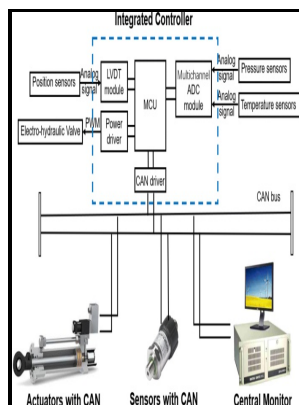 Integrated Controller
Position sensors
Analog
signal
LVDT
module
MCU
Multichannel
ADC
module
Analog
signal
Pressure sensors
Analog
signal
Temperature sensors
Electro-hydraulic Valve
PWM
Power
driver
CAN driver
CAN bus
Actuators with CAN
Sensors with CAN
Central Monitor